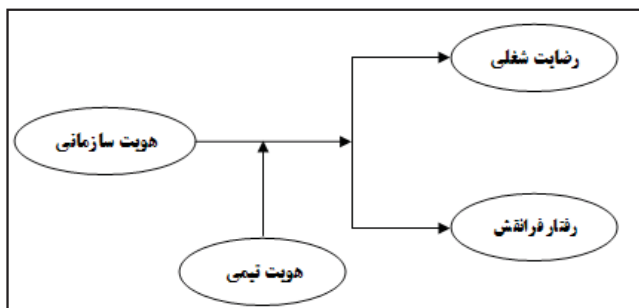 رضایت شغلی
هویت سازمانی
رفتار فرانقش
هویت تیمی